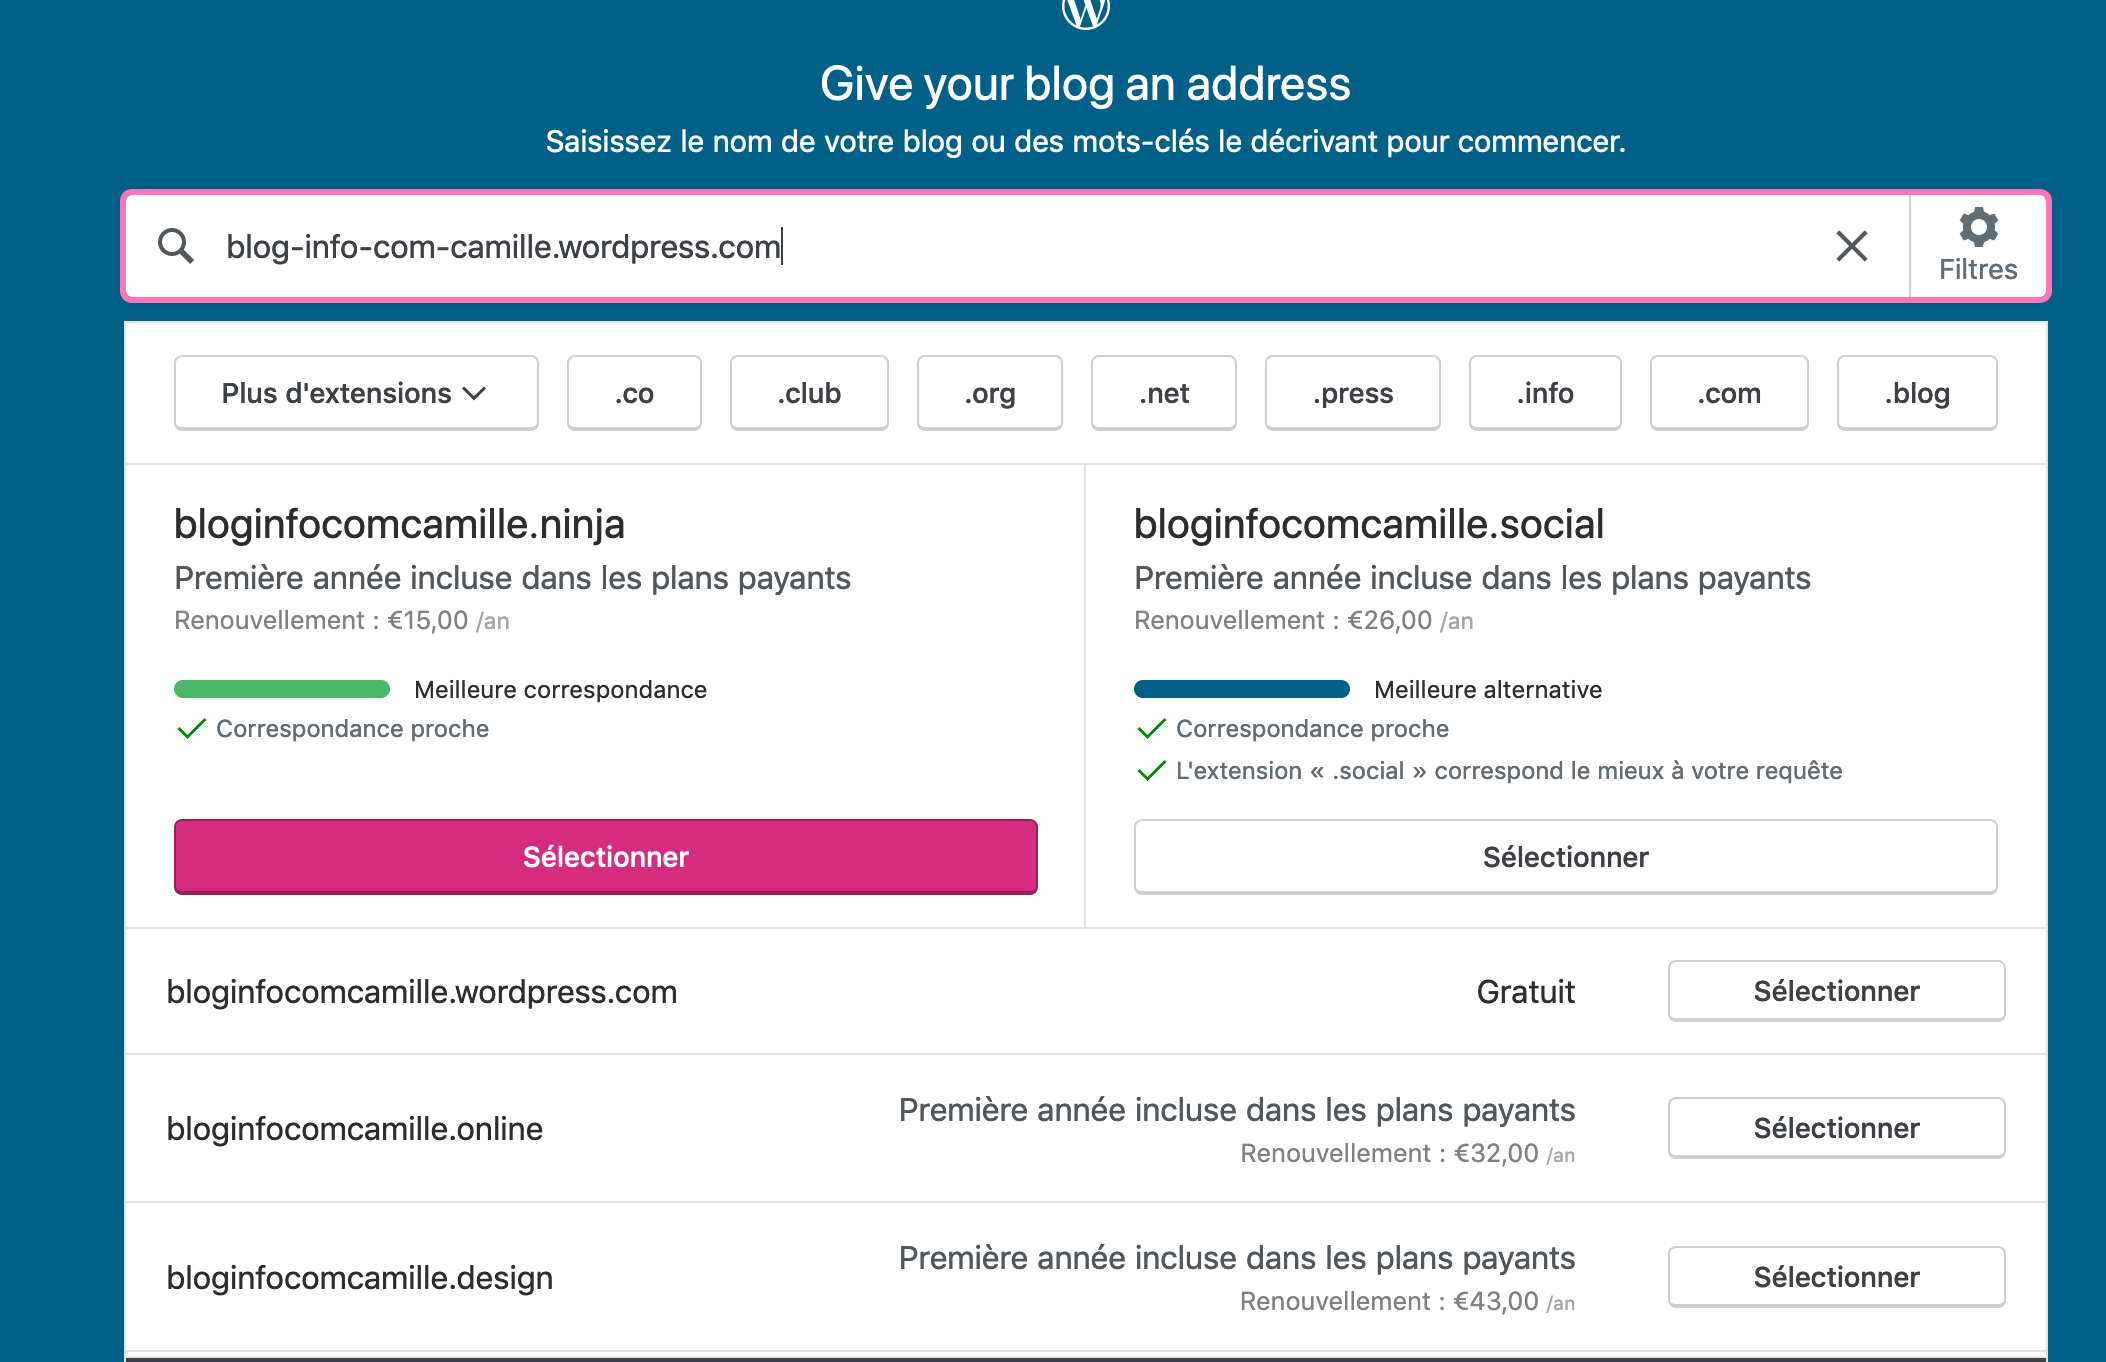 Give your blog an address
Saisissez le nom de votre blog ou des mots-clés le décrivant pour commencer.
blog-info-com-camille.wordpress.com
Filtres
Plus d'extensions
.co
.club
.org
.net
.press
.info
.com
.blog
bloginfocomcamille.ninja
Première année incluse dans les plans payants
Renouvellement : €15,00 /an
Meilleure correspondance
Correspondance proche
Sélectionner
bloginfocomcamille.social
Première année incluse dans les plans payants
Renouvellement : €26,00 /an
Meilleure alternative
Correspondance proche
L'extension « .social » correspond le mieux à votre requête
Sélectionner
bloginfocomcamille.wordpress.com
Gratuit
Sélectionner
bloginfocomcamille.online
Première année incluse dans les plans payants
Renouvellement : €32,00 /an
Sélectionner
bloginfocomcamille.design
Première année incluse dans les plans payants
Renouvellement : €43,00 /an
Sélectionner